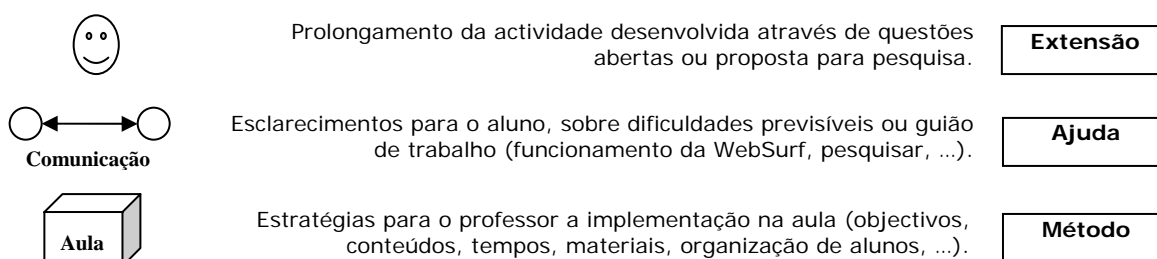 Prolongamento da actividade desenvolvida através de questões
abertas ou proposta para pesquisa.
Extensão
Comunicação
Esclarecimentos para o aluno, sobre dificuldades previsíveis ou guião
de trabalho (funcionamento da WebSurf, pesquisar, …).
Ajuda
Aula
Estratégias para o professor a implementação na aula (objectivos,
conteúdos, tempos, materiais, organização de alunos, …).
Método